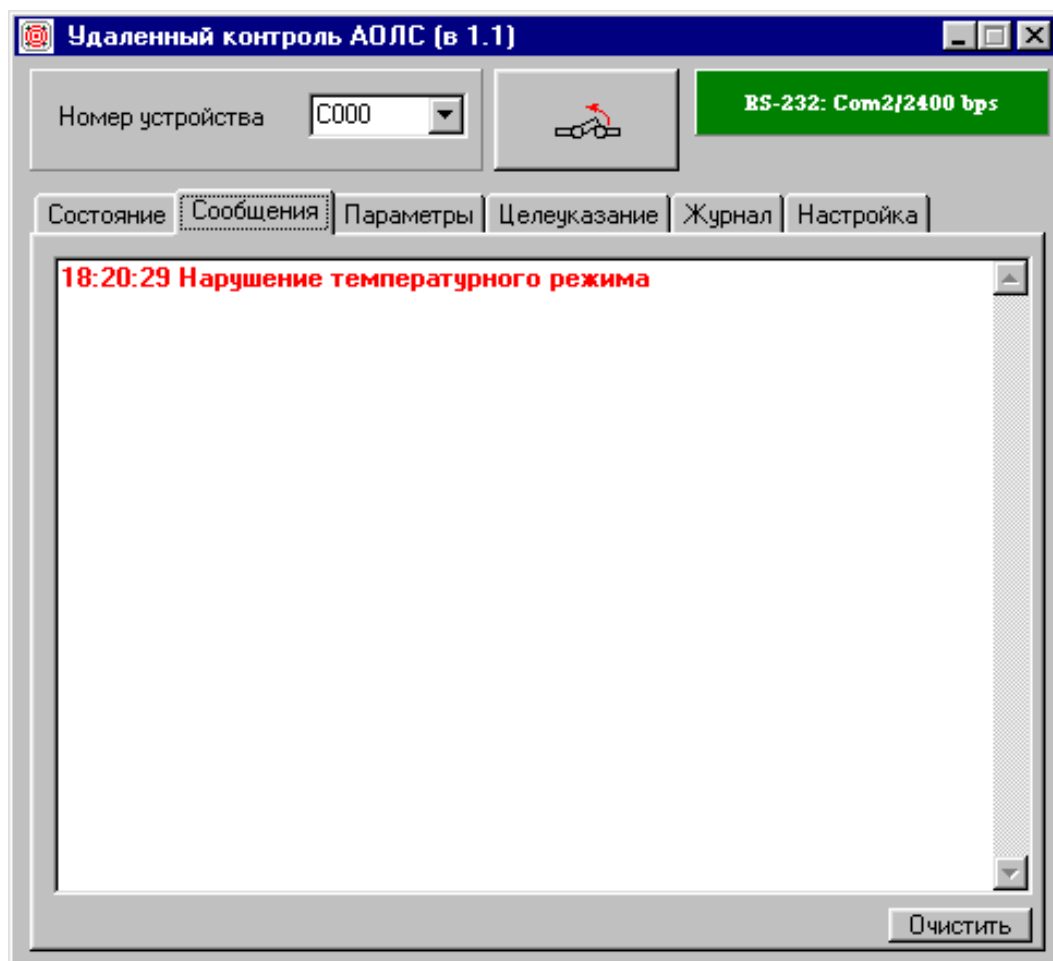 Удаленный контроль АОЛС (в 1.1)
Номер устройства
C000
RS-232: Com2/2400 bps
Состояние Сообщения Параметры Целеуказание Журнал Настройка
18:20:29 Нарушение температурного режима
Очистить